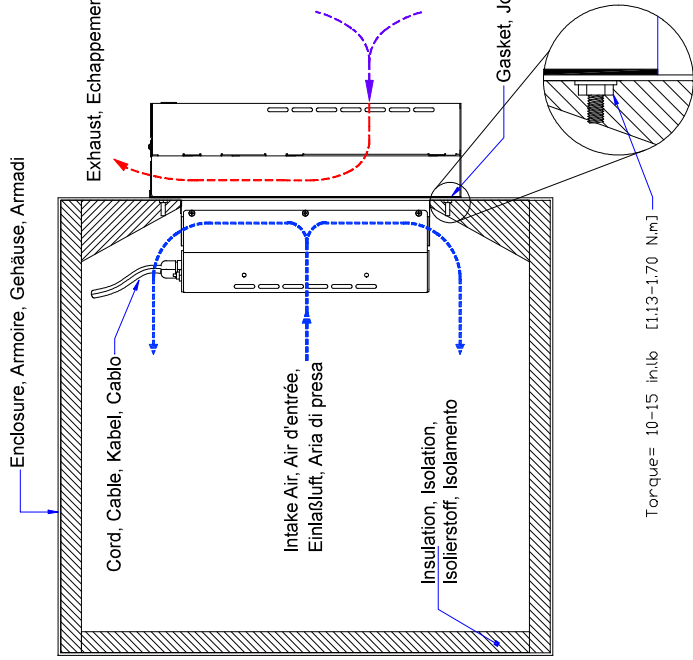 Enclosure, Armoire, Gehäuse, Armadi
Exhaust, Echappemen
Cord, Cable, Kabel, Cablo
Intake Air, Air d'entrée,
Einlaßluft, Aria di presa
Insulation, Isolation,
Isolierstoff, Isolamento
Gasket, Jo
Torque= 10-15 in.lb [1.13-1.70 N.m]